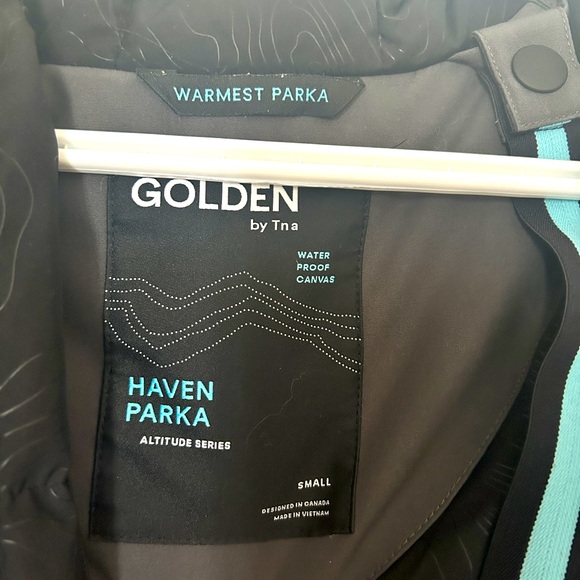 WARMEST PARKA
GOLDEN
by Tna
WATER
PROOF
CANVAS
HAVEN
PARKA
ALTITUDE SERIES
SMALL
DESIGNED IN CANADA
MADE IN VIETNAM